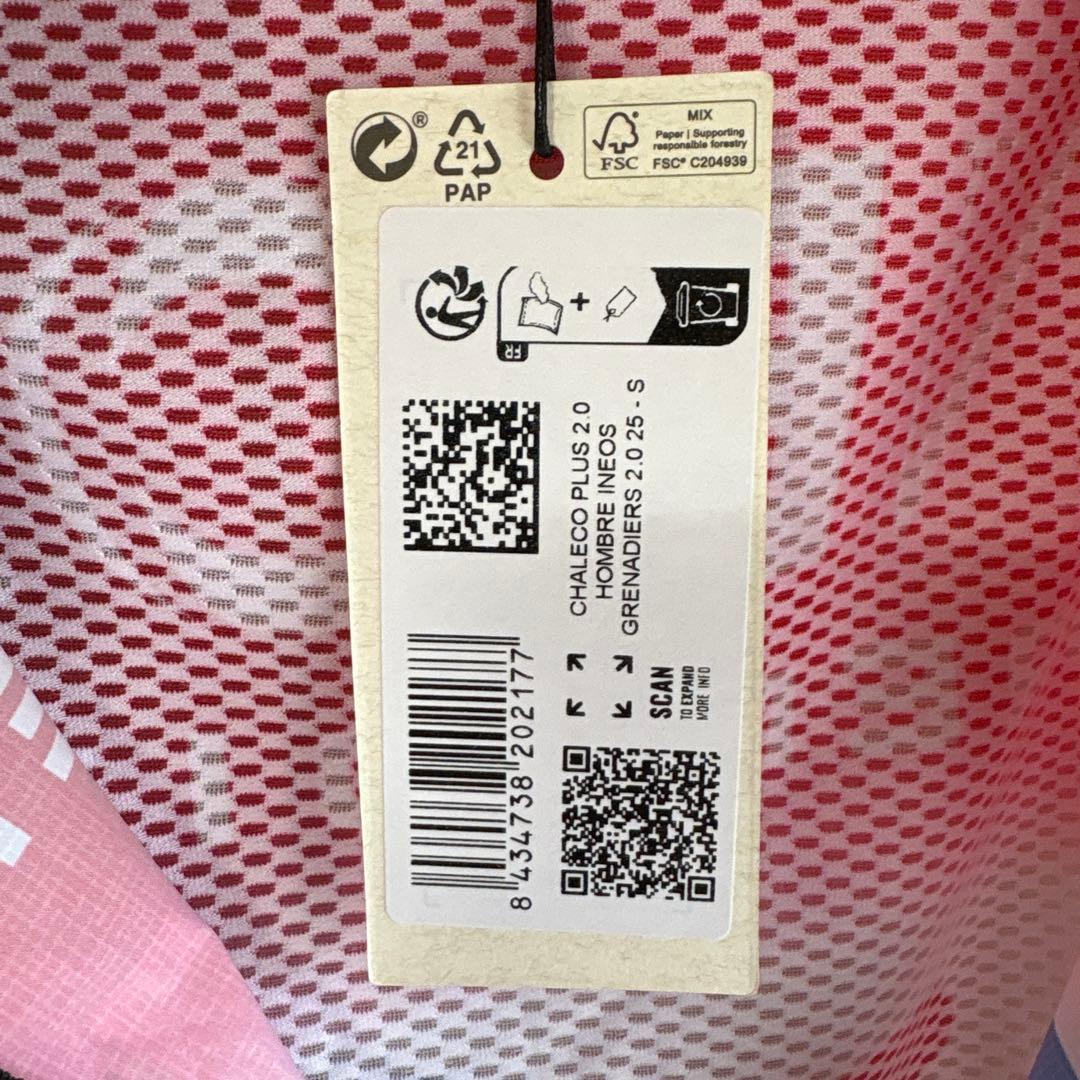 ®
21
PAP
FSC
MIX
Paper | Supporting
responsible forestry
FSC® C204939
FR
+
CHALECO PLUS 2.0
HOMBRE INEOS
GRENADIERS 2.0 25 - S
8 434738 202177
SCAN
TO EXPAND
MORE INFO